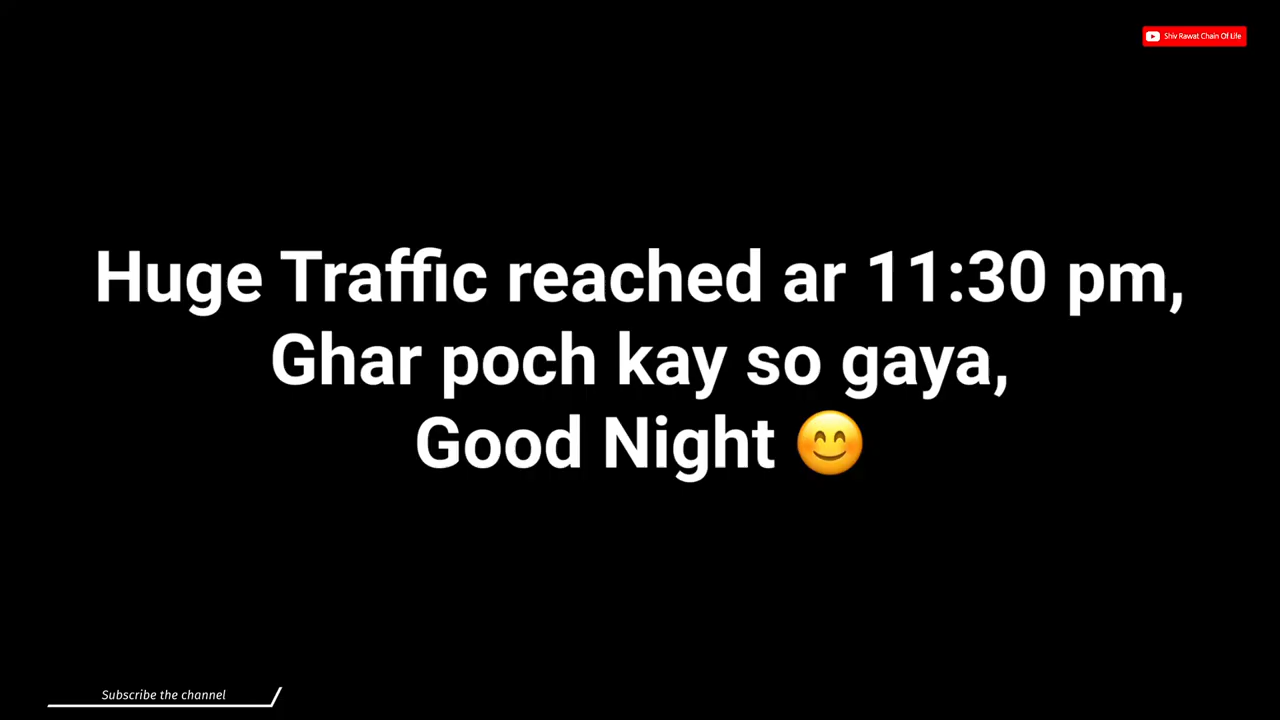 Shiv Rawat Chain Of Life
Huge Traffic reached ar 11:30 pm,
Ghar poch kay so gaya,
Good Night 😊
Subscribe the channel